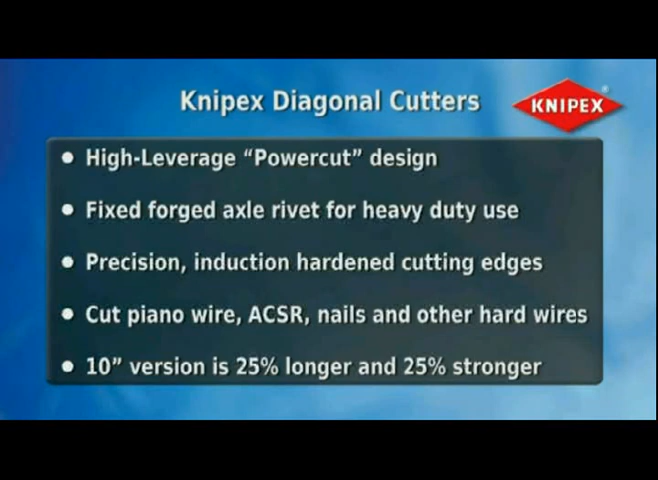 Knipex Diagonal Cutters
KNIPEX®
• High-Leverage “Powercut” design
• Fixed forged axle rivet for heavy duty use
• Precision, induction hardened cutting edges
• Cut piano wire, ACSR, nails and other hard wires
• 10” version is 25% longer and 25% stronger